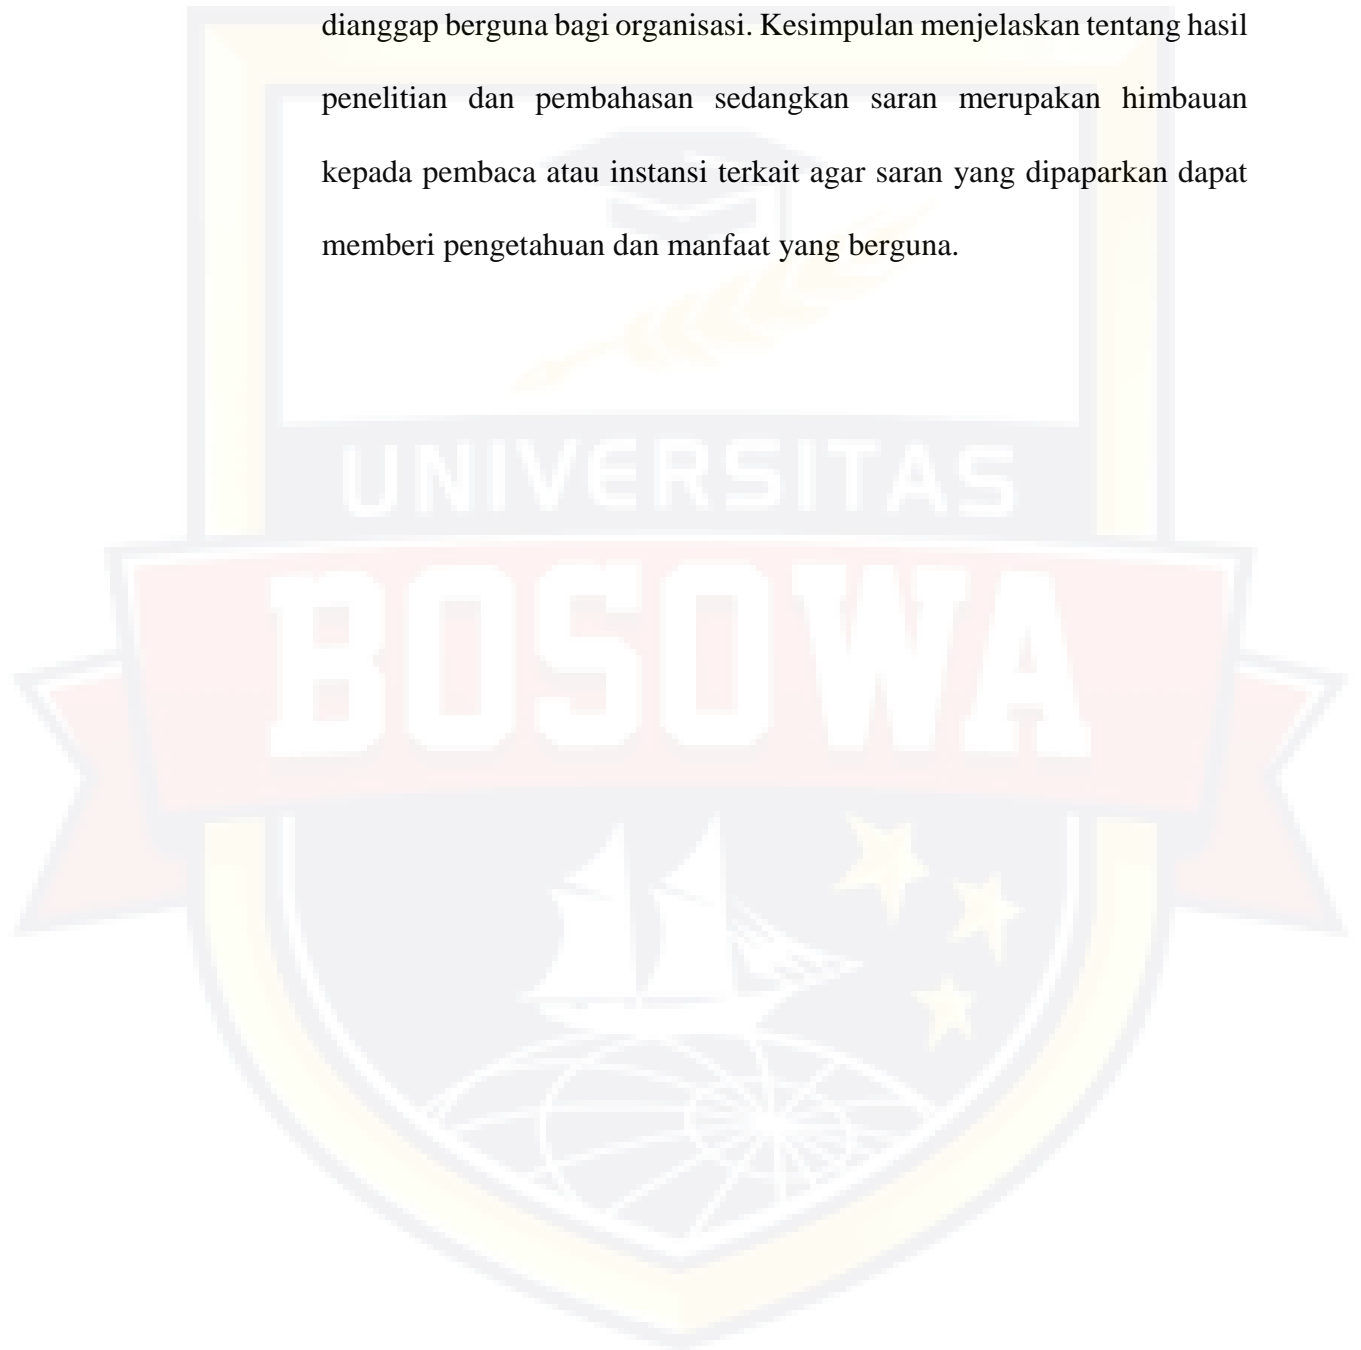 dianggap berguna bagi organisasi. Kesimpulan menjelaskan tentang hasil
penelitian dan pembahasan sedangkan saran merupakan himbauan
kepada pembaca atau instansi terkait agar saran yang dipaparkan dapat
memberi pengetahuan dan manfaat yang berguna.
UNIVERSITAS
BOSOWA